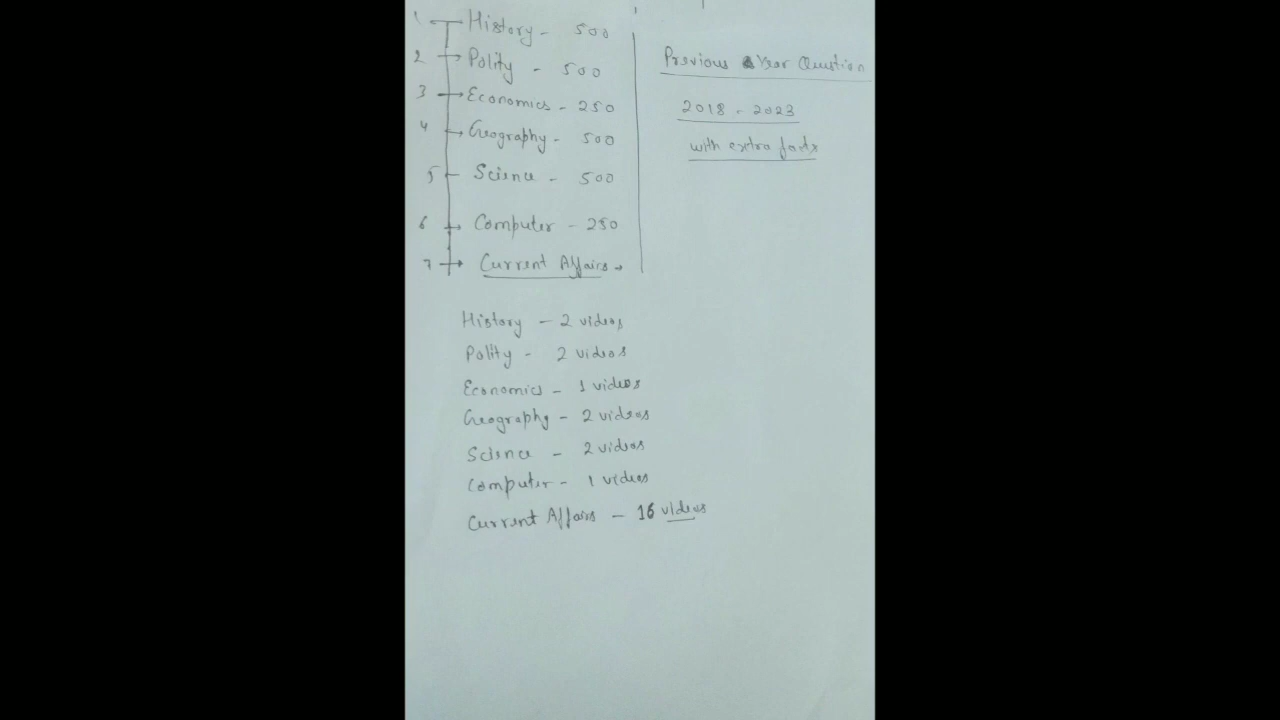 1 History - 500
2 Polity - 500
3 Economics - 250
4 Geography - 500
5 Science - 500
6 Computer - 250
7 Current Affairs
Previous Year Question
2018 - 2023
with extra facts
History - 2 videos
Polity - 2 videos
Economics - 1 videos
Geography - 2 videos
Science - 2 videos
Computer - 1 videos
Current Affairs - 16 videos